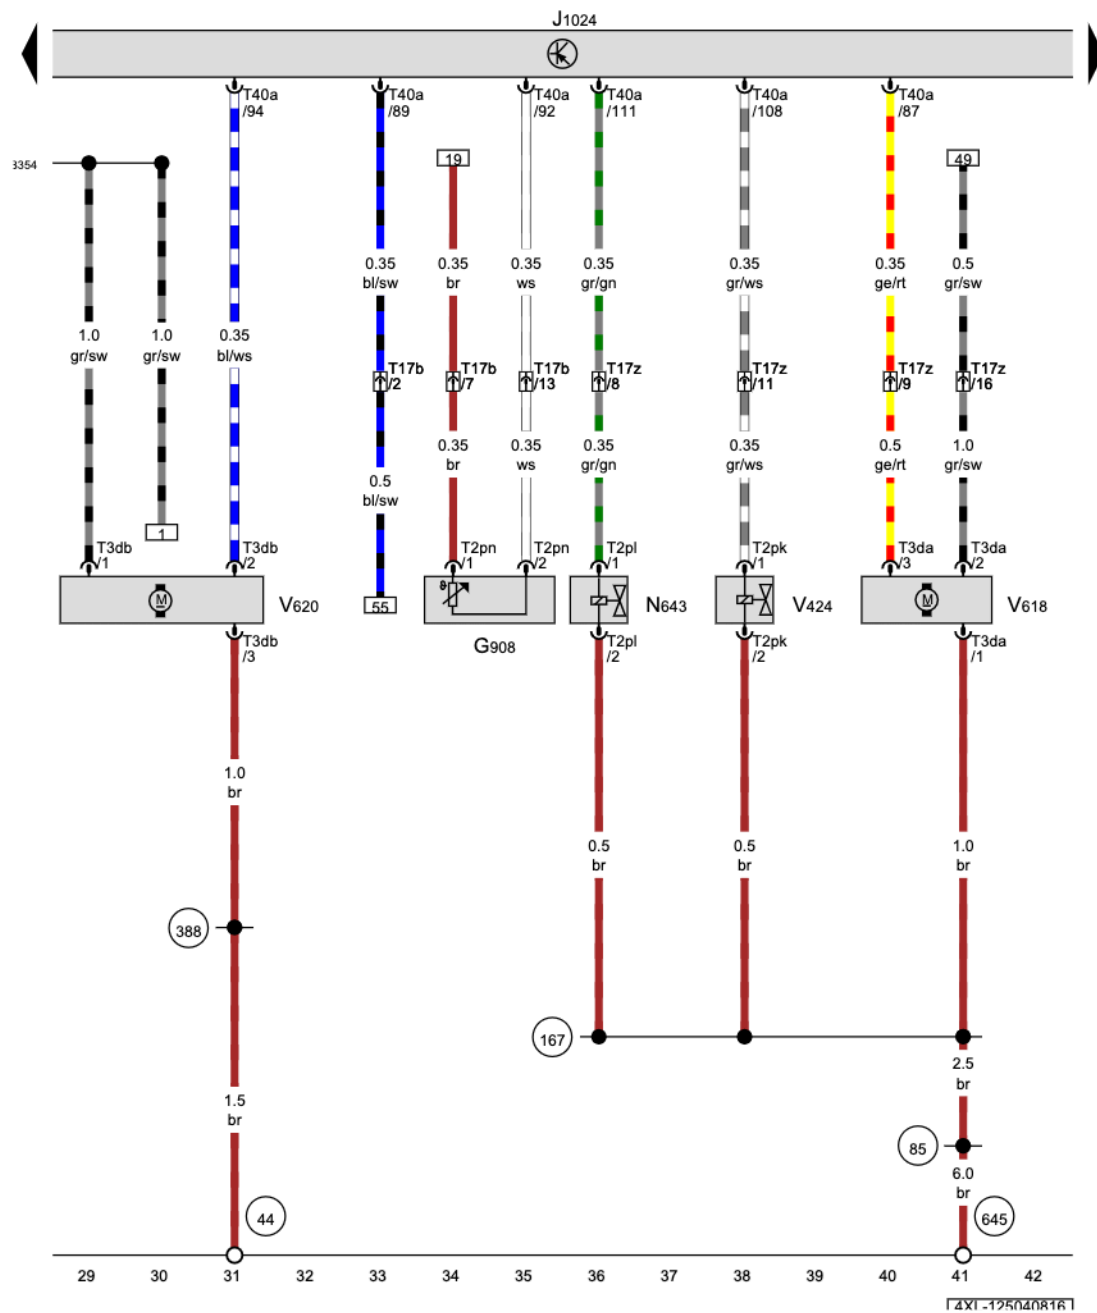 J1024
T40a T40a T40a T40a T40a T40a
/94 /89 /92 /111 /108 /87
19 49
3354
0.35 0.35 0.35 0.35 0.35 0.35 0.5
bl/sw br ws gr/gn gr/ws ge/rt gr/sw
1.0 1.0 0.35
gr/sw gr/sw bl/ws
T17b T17b T17b T17z T17z T17z T17z
/2 /7 /13 /8 /11 /9 /16
0.35 0.35 0.35 0.35 0.5 1.0
br ws gr/gn gr/ws ge/rt gr/sw
0.5
bl/sw
1
T3db T3db T2pn T2pn T2pl T2pk T3da T3da
/1 /2 /1 /2 /1 /1 /3 /2
M V620 55 ϑ N643 V424 M V618
G908
T3db T2pl T2pk T3da
/3 /2 /2 /1
1.0
br
0.5 0.5 1.0
br br br
388
167
2.5
br
1.5
br
85
6.0
br
44 645
29 30 31 32 33 34 35 36 37 38 39 40 41 42
4XL-125040816